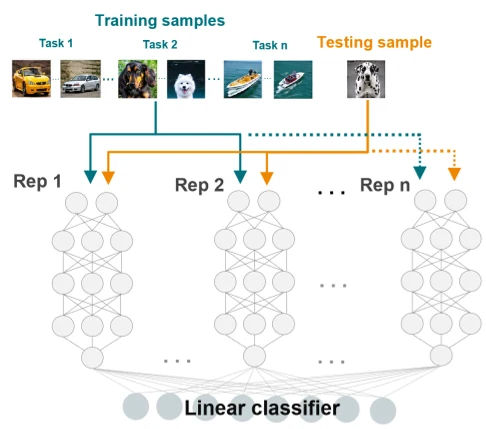 Training samples
Task 1
Task 2
Task n
Testing sample
...
...
...
...
Rep 1
Rep 2
...
Rep n
...
...
...
Linear classifier